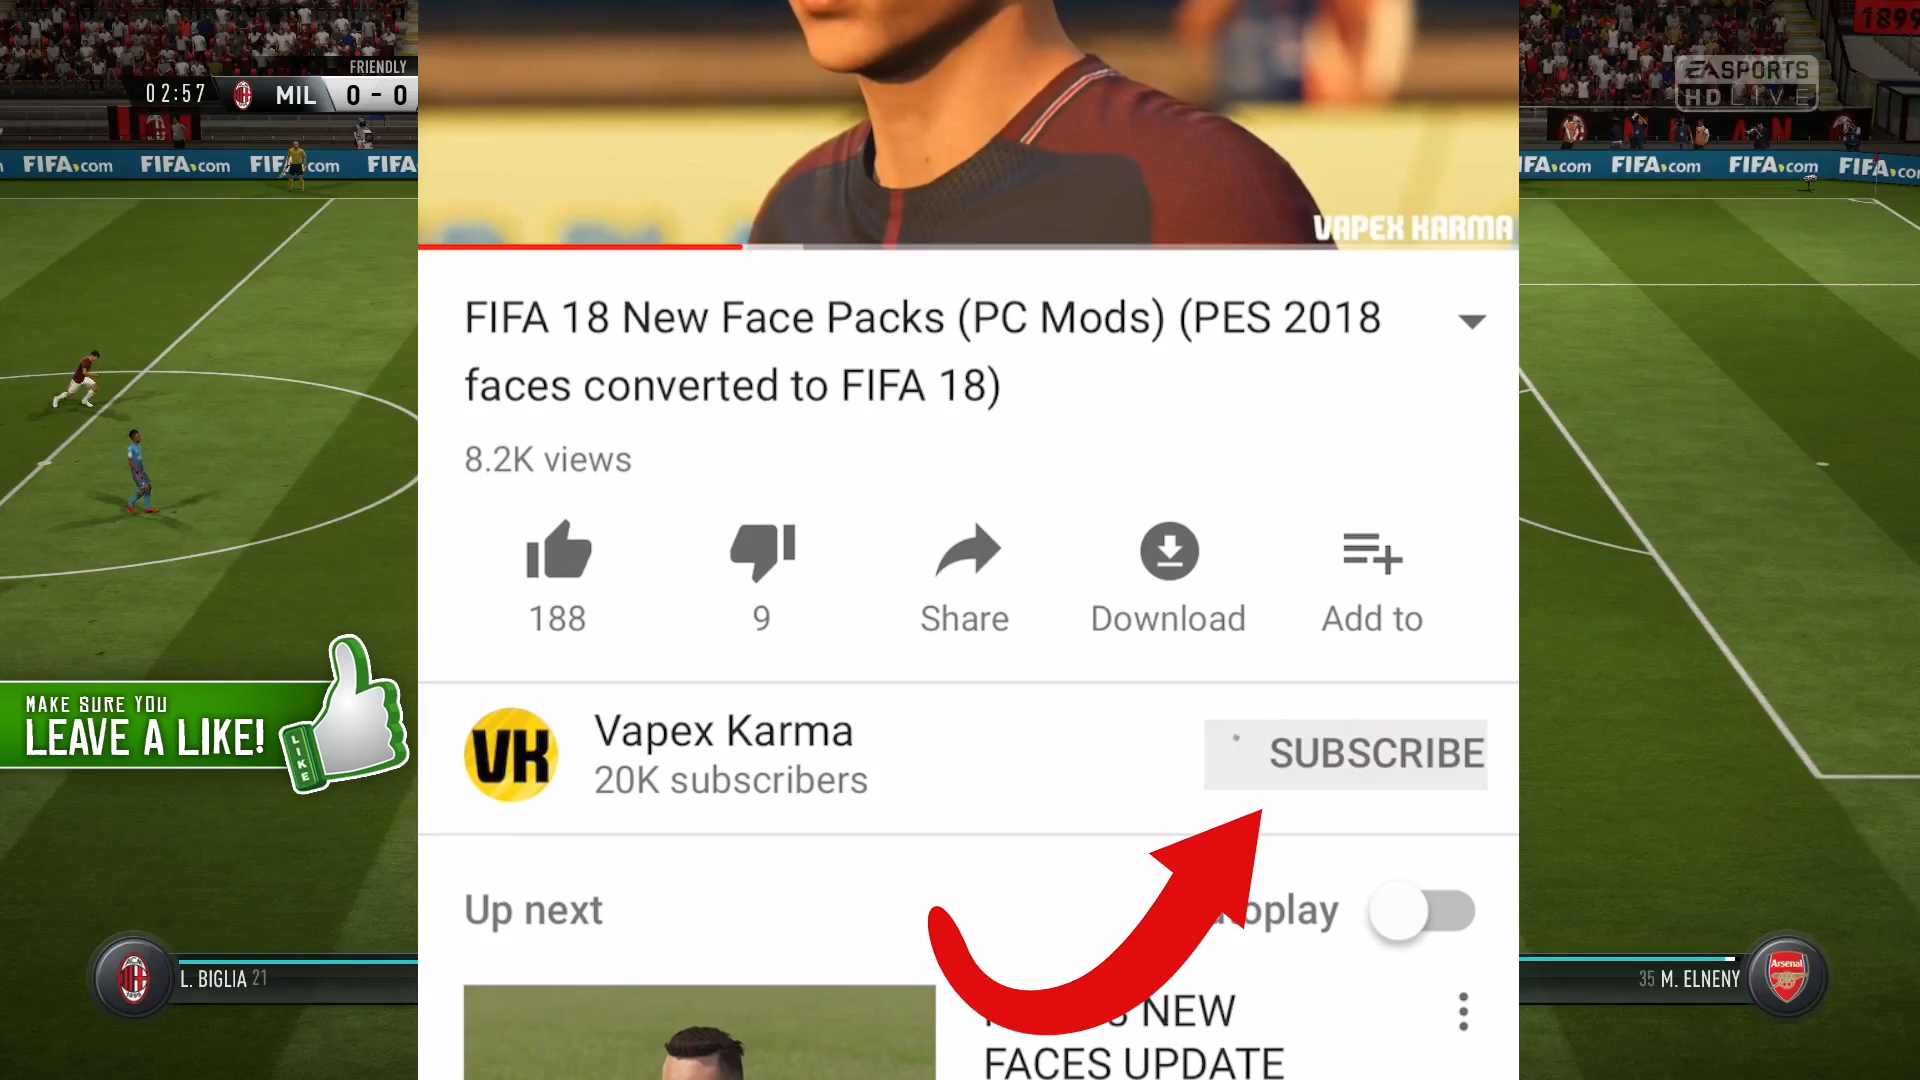 FRIENDLY
02:57 MIL 0 - 0
1899
EA SPORTS
HD LIVE
FIFA.com FIFA.com FIFA.com FIFA
FIFA.com FIFA.com FIFA.com
VAPEX KARMA
FIFA 18 New Face Packs (PC Mods) (PES 2018
faces converted to FIFA 18)
8.2K views
188 9 Share Download Add to
MAKE SURE YOU
LEAVE A LIKE!
LIKE
VK
Vapex Karma
20K subscribers
SUBSCRIBE
Up next
L. BIGLIA 21
35 M. ELNENY
Arsenal
NEW
FACES UPDATE